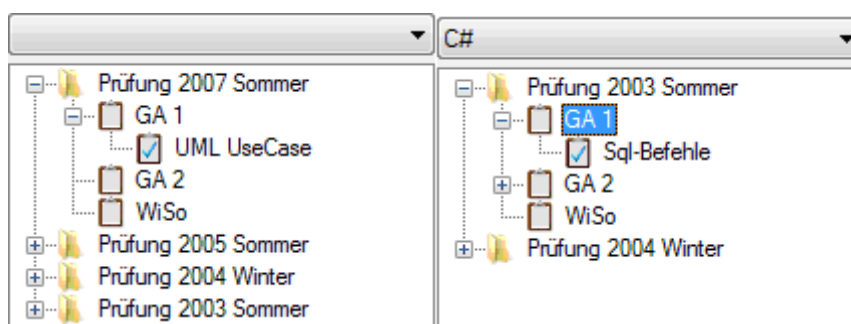 Prüfung 2007 Sommer
GA 1
UML UseCase
GA 2
WiSo
Prüfung 2005 Sommer
Prüfung 2004 Winter
Prüfung 2003 Sommer
C#
Prüfung 2003 Sommer
GA 1
Sql-Befehle
GA 2
WiSo
Prüfung 2004 Winter